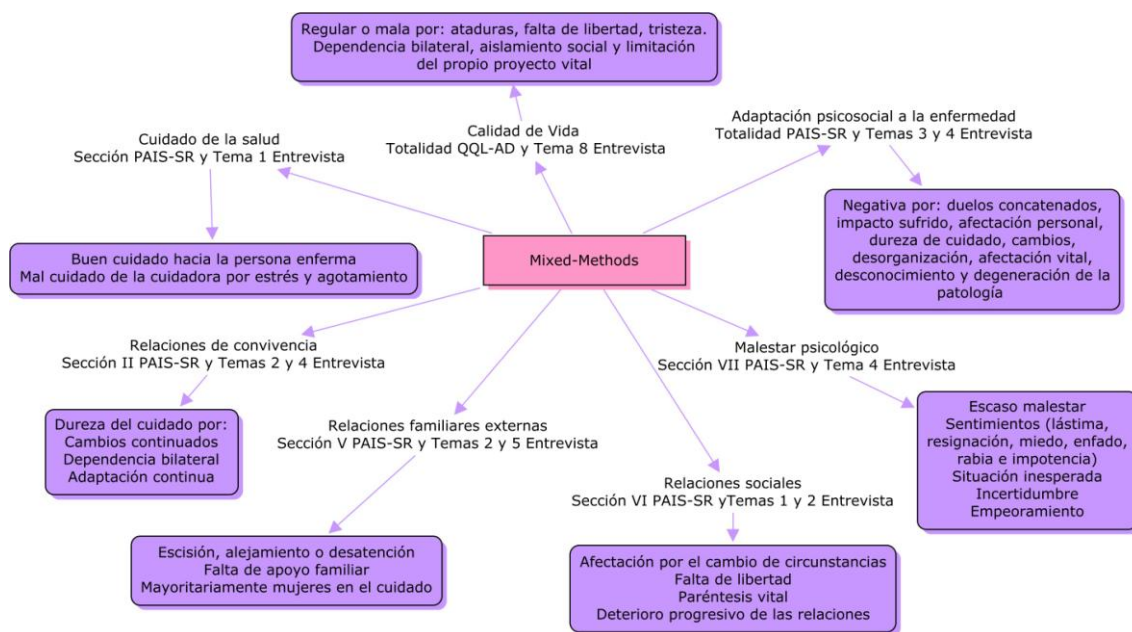 Regular o mala por: ataduras, falta de libertad, tristeza.
Dependencia bilateral, aislamiento social y limitación
del propio proyecto vital
Cuidado de la salud
Sección PAIS-SR y Tema 1 Entrevista
Calidad de Vida
Totalidad QQL-AD y Tema 8 Entrevista
Adaptación psicosocial a la enfermedad
Totalidad PAIS-SR y Temas 3 y 4 Entrevista
Buen cuidado hacia la persona enferma
Mal cuidado de la cuidadora por estrés y agotamiento
Mixed-Methods
Negativa por: duelos concatenados,
impacto sufrido, afectación personal,
dureza de cuidado, cambios,
desorganización, afectación vital,
desconocimiento y degeneración de la
patología
Relaciones de convivencia
Sección II PAIS-SR y Temas 2 y 4 Entrevista
Malestar psicológico
Sección VII PAIS-SR y Tema 4 Entrevista
Dureza del cuidado por:
Cambios continuados
Dependencia bilateral
Adaptación continua
Relaciones familiares externas
Sección V PAIS-SR y Temas 2 y 5 Entrevista
Relaciones sociales
Sección VI PAIS-SR yTemas 1 y 2 Entrevista
Escaso malestar
Sentimientos (lástima,
resignación, miedo, enfado,
rabia e impotencia)
Situación inesperada
Incertidumbre
Empeoramiento
Escisión, alejamiento o desatención
Falta de apoyo familiar
Mayoritariamente mujeres en el cuidado
Afectación por el cambio de circunstancias
Falta de libertad
Paréntesis vital
Deterioro progresivo de las relaciones